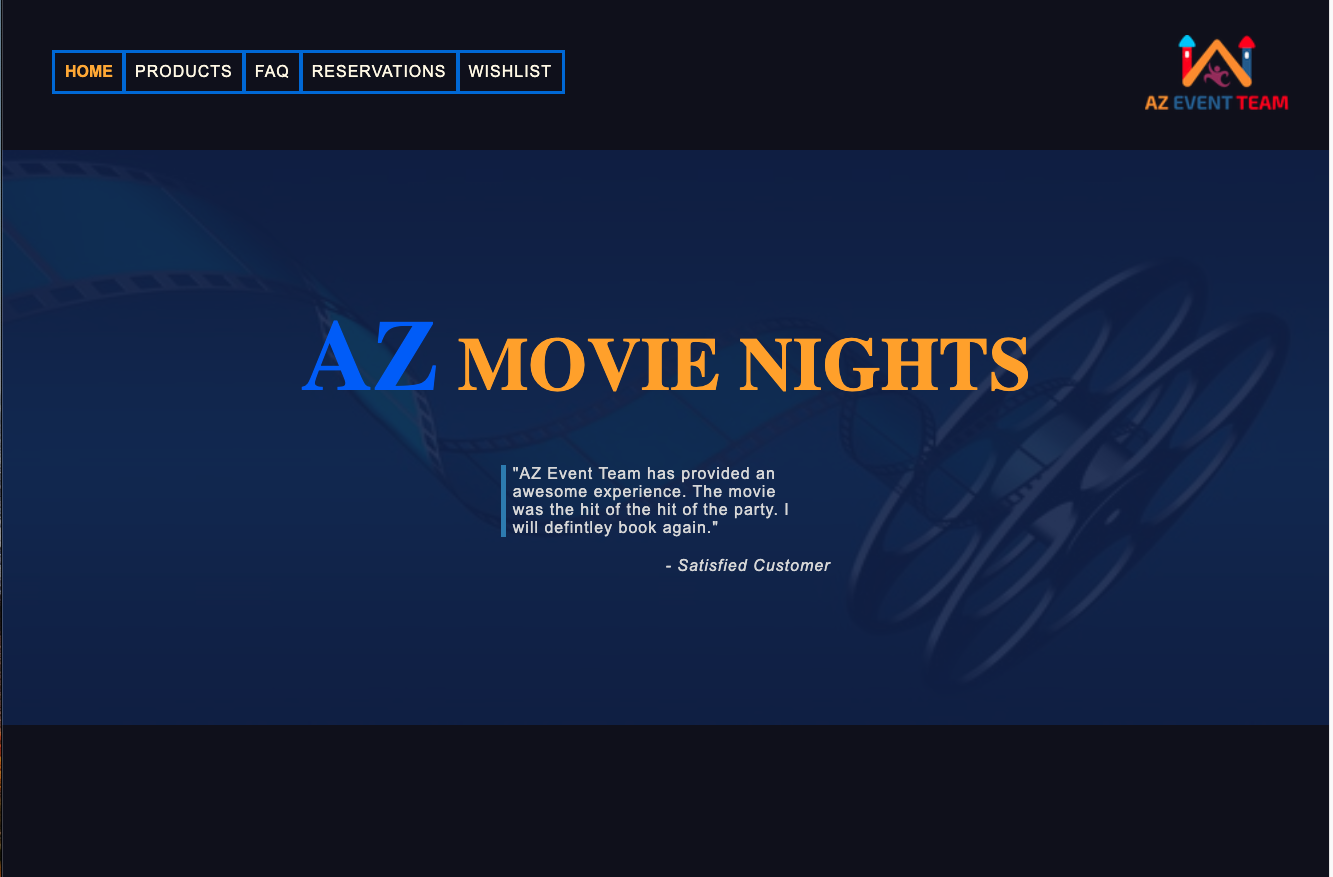 HOME PRODUCTS FAQ RESERVATIONS WISHLIST
AZ EVENT TEAM
AZ MOVIE NIGHTS
"AZ Event Team has provided an
awesome experience. The movie
was the hit of the hit of the party. I
will defintley book again."
- Satisfied Customer